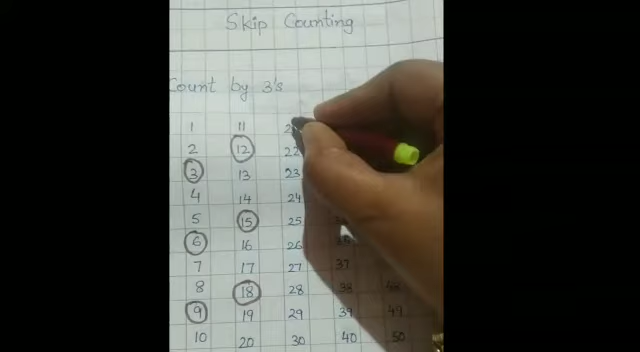 Skip Counting
Count by 3's
1 11
2 12 22
3 13 23
4 14 24
5 15 25
6 16 26
7 17 27 37
8 18 28 38 48
9 19 29 39 49
10 20 30 40 50